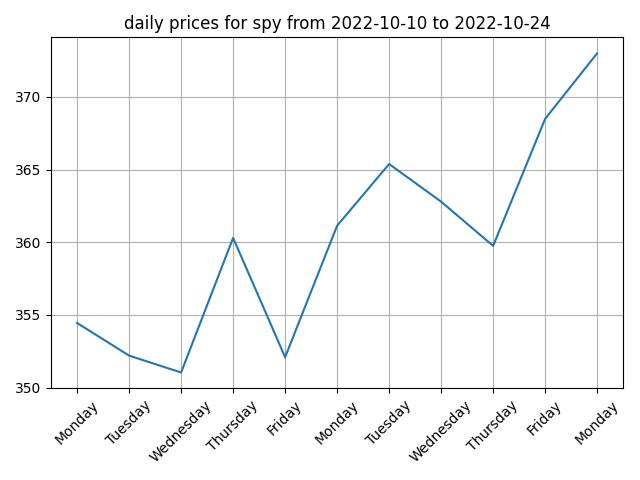 daily prices for spy from 2022-10-10 to 2022-10-24
370
365
360
355
350
Monday
Tuesday
Wednesday
Thursday
Friday
Monday
Tuesday
Wednesday
Thursday
Friday
Monday